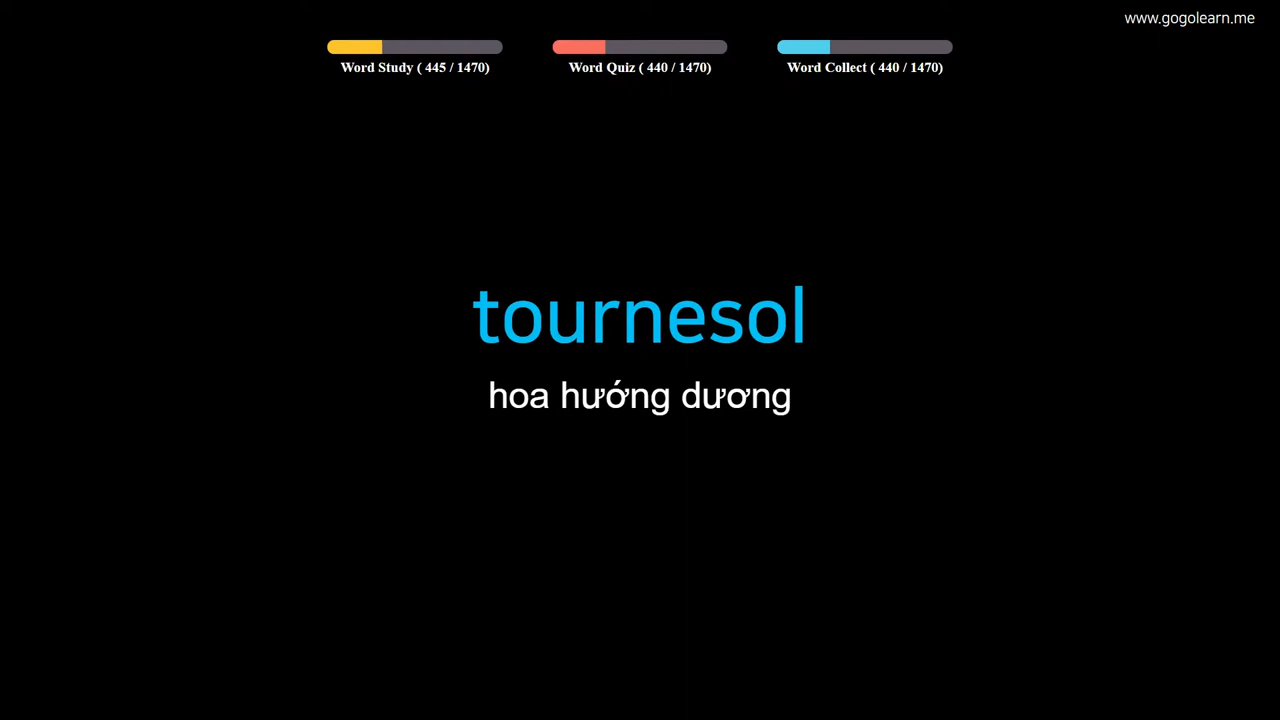 www.gogolearn.me
Word Study ( 445 / 1470)
Word Quiz ( 440 / 1470)
Word Collect ( 440 / 1470)
tournesol
hoa hướng dương